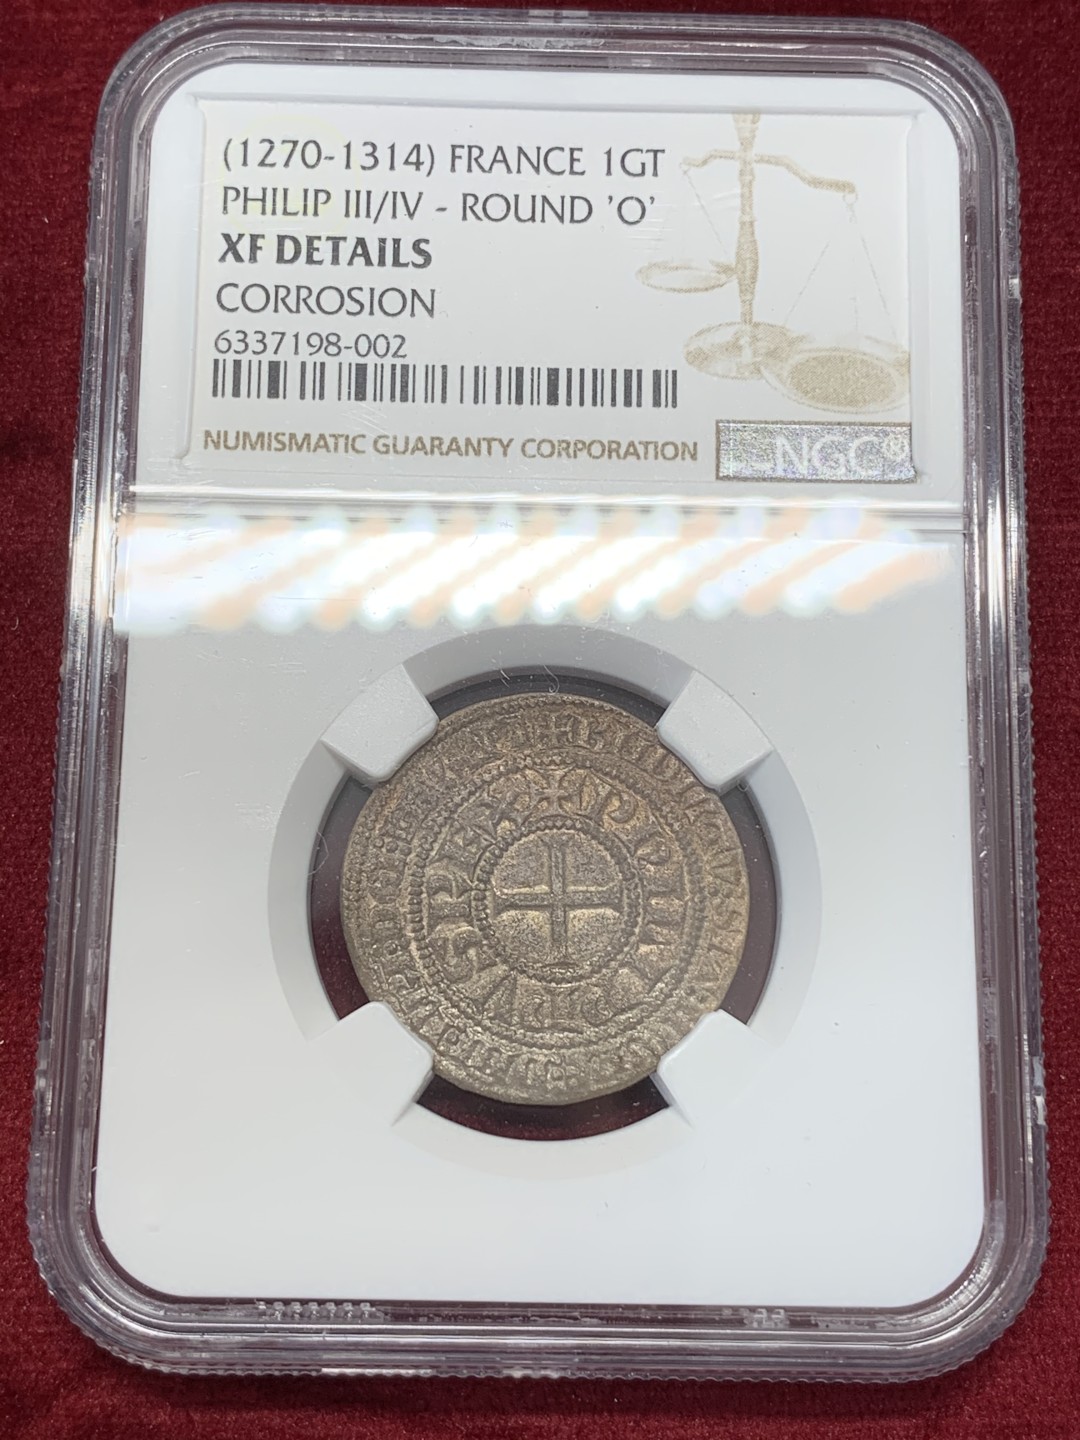 (1270-1314) FRANCE 1GT
PHILIP III/IV - ROUND 'O'
XF DETAILS
CORROSION
6337198-002
NUMISMATIC GUARANTY CORPORATION
NGC